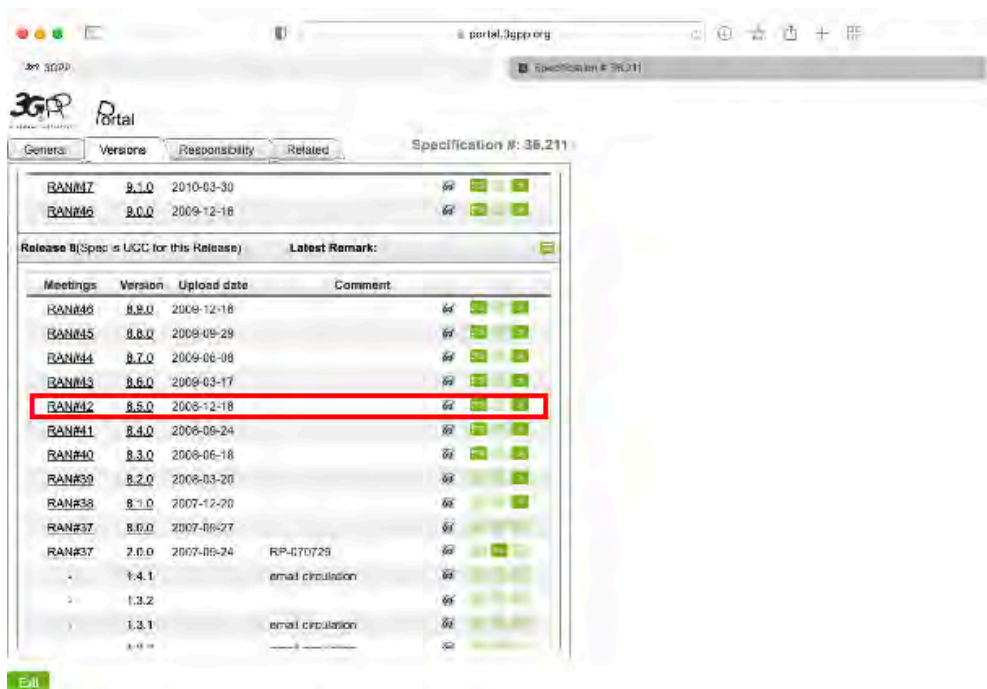 portal.3gpp.org
3GPP
Specification # 36.211
3GPP Portal
General Versions Responsibility Related Specification #: 36.211
RAN#47 9.1.0 2010-03-30
RAN#46 9.0.0 2009-12-18
Release 8(Spec is UCC for this Release) Latest Remark:
Meetings Version Upload date Comment
RAN#46 8.9.0 2009-12-18
RAN#45 8.8.0 2009-09-29
RAN#44 8.7.0 2009-06-08
RAN#43 8.6.0 2009-03-17
RAN#42 8.5.0 2008-12-18
RAN#41 8.4.0 2008-09-24
RAN#40 8.3.0 2008-06-18
RAN#39 8.2.0 2008-03-20
RAN#38 8.1.0 2007-12-20
RAN#37 8.0.0 2007-09-27
RAN#37 2.0.0 2007-09-24 RP-070729
- 1.4.1 email circulation
- 1.3.2
- 1.3.1 email circulation
Exit